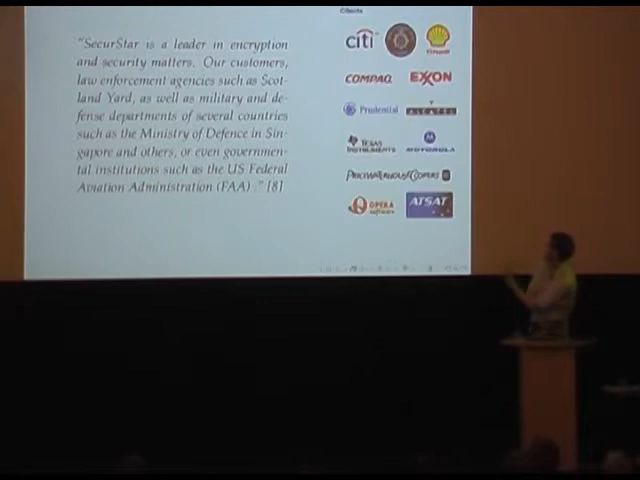 Clients
"SecurStar is a leader in encryption
and security matters. Our customers,
law enforcement agencies such as Scot-
land Yard, as well as military and de-
fense departments of several countries
such as the Ministry of Defence in Sin-
gapore and others, or even governmen-
tal institutions such as the US Federal
Aviation Administration (FAA) ." [8]
citi
COMPAQ EXXON
Prudential ALCATEL
TEXAS INSTRUMENTS MOTOROLA
PRICEWATERHOUSECOOPERS
OPERA software ATSAT